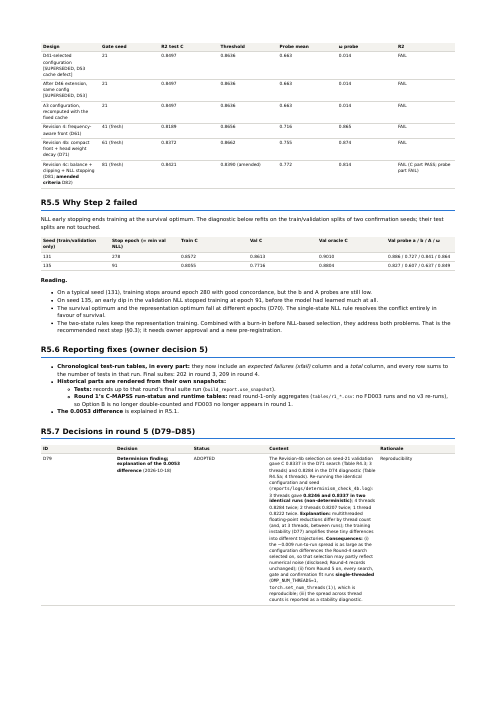 Design Gate seed R2 test C Threshold Probe mean ω probe R2
D41-selected 21 0.8497 0.8636 0.663 0.014 FAIL
configuration
[SUPERSEDED, D53
cache defect]
After D46 extension, 21 0.8497 0.8636 0.663 0.014 FAIL
same config
[SUPERSEDED, D53]
A3 configuration, 21 0.8497 0.8636 0.663 0.014 FAIL
recomputed with the
fixed cache
Revision 4: frequency- 41 (fresh) 0.8189 0.8656 0.716 0.865 FAIL
aware front (D61)
Revision 4b: compact 61 (fresh) 0.8372 0.8662 0.755 0.874 FAIL
front + head weight
decay (D71)
Revision 4c: balance + 81 (fresh) 0.8421 0.8390 (amended) 0.772 0.814 FAIL (C part PASS; probe
clipping + NLL stopping part FAIL)
(D81; amended
criteria D82)
R5.5 Why Step 2 failed
NLL early stopping ends training at the survival optimum. The diagnostic below refits on the train/validation splits of two confirmation seeds; their test
splits are not touched.
Seed (train/validation Stop epoch (= min val Train C Val C Val oracle C Val probe a / b / A / ω
only) NLL)
131 278 0.8572 0.8613 0.9010 0.886 / 0.727 / 0.841 / 0.864
135 91 0.8055 0.7716 0.8804 0.827 / 0.607 / 0.637 / 0.849
Reading.
• On a typical seed (131), training stops around epoch 280 with good concordance, but the b and A probes are still low.
• On seed 135, an early dip in the validation NLL stopped training at epoch 91, before the model had learned much at all.
• The survival optimum and the representation optimum fall at different epochs (D70). The single-state NLL rule resolves the conflict entirely in
favour of survival.
• The two-state rules keep the representation training. Combined with a burn-in before NLL-based selection, they address both problems. That is the
recommended next step (§0.3); it needs owner approval and a new pre-registration.
R5.6 Reporting fixes (owner decision 5)
• Chronological test-run tables, in every part: they now include an expected failures (xfail) column and a total column, and every row sums
to the number of tests in that run. Final suites: 202 in round 3, 209 in round 4.
• Historical parts are rendered from their own snapshots:
○ Tests: records up to that round's final suite run (build_report.use_snapshot).
○ Round 1's C-MAPSS run-status and runtime tables: read round-1-only aggregates (tables/r1_*.csv: no FD003 runs and no v3 re-runs),
so Option B is no longer double-counted and FD003 no longer appears in round 1.
• The 0.0053 difference is explained in R5.1.
R5.7 Decisions in round 5 (D79–D85)
ID Decision Status Content Rationale
D79 Determinism finding; ADOPTED The Revision-4b selection on seed-21 validation Reproducibility
explanation of the 0.0053 gave C 0.8337 in the D71 search (Table R4.3; 3
difference (2026-10-18) threads) and 0.8284 in the D74 diagnostic (Table
R4.5a; 4 threads). Re-running the identical
configuration and seed
(reports/logs/determinism_check_4b.log):
3 threads gave 0.8246 and 0.8337 in two
identical runs (non-deterministic); 4 threads
0.8284 twice, 2 threads 0.8207 twice; 1 thread
0.8222 twice. Explanation: multithreaded
floating-point reductions differ by thread count
(and, at 3 threads, between runs); the training
instability (D77) amplifies these tiny differences
into different trajectories. Consequences: (i)
the ~0.009 run-to-run spread is as large as the
configuration differences the Round-4 search
selected on, so that selection may partly reflect
numerical noise (disclosed; Round-4 records
unchanged). (ii) from Round 5 on, every search,
gate and confirmation fit runs single-threaded
(OMP_NUM_THREADS=1,
torch.set_num_threads(1)), which is
reproducible; (iii) the spread across thread
counts is reported as a stability diagnostic.